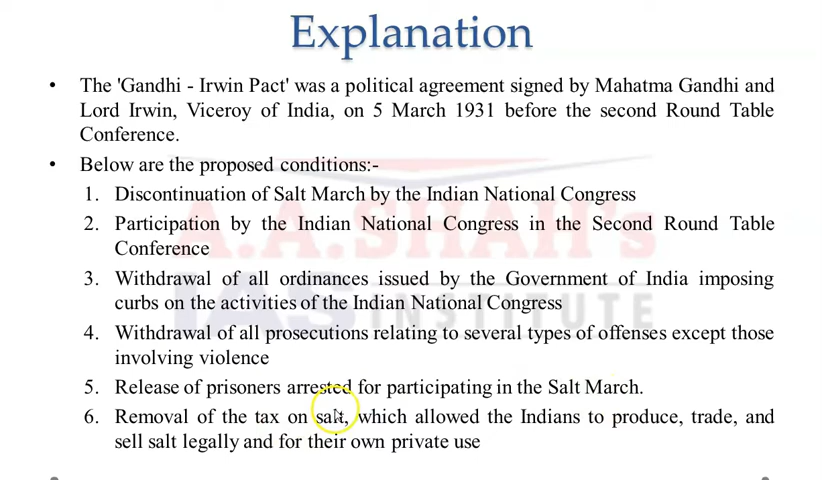 Explanation
• The 'Gandhi - Irwin Pact' was a political agreement signed by Mahatma Gandhi and
Lord Irwin, Viceroy of India, on 5 March 1931 before the second Round Table
Conference.
• Below are the proposed conditions:-
1. Discontinuation of Salt March by the Indian National Congress
2. Participation by the Indian National Congress in the Second Round Table
Conference
3. Withdrawal of all ordinances issued by the Government of India imposing
curbs on the activities of the Indian National Congress
4. Withdrawal of all prosecutions relating to several types of offenses except those
involving violence
5. Release of prisoners arrested for participating in the Salt March.
6. Removal of the tax on salt, which allowed the Indians to produce, trade, and
sell salt legally and for their own private use
A.A.SHAH's
IAS INSTITUTE